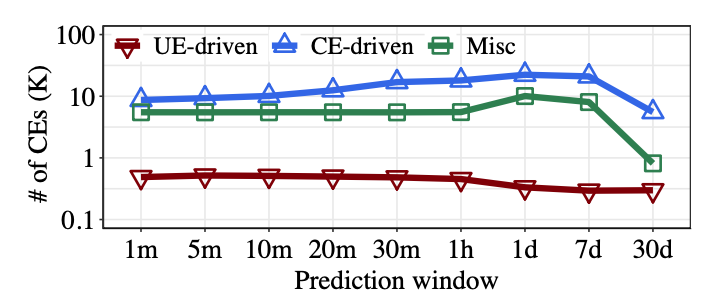 100
UE-driven CE-driven Misc
10
1
0.1
# of CEs (K)
1m 5m 10m 20m 30m 1h 1d 7d 30d
Prediction window